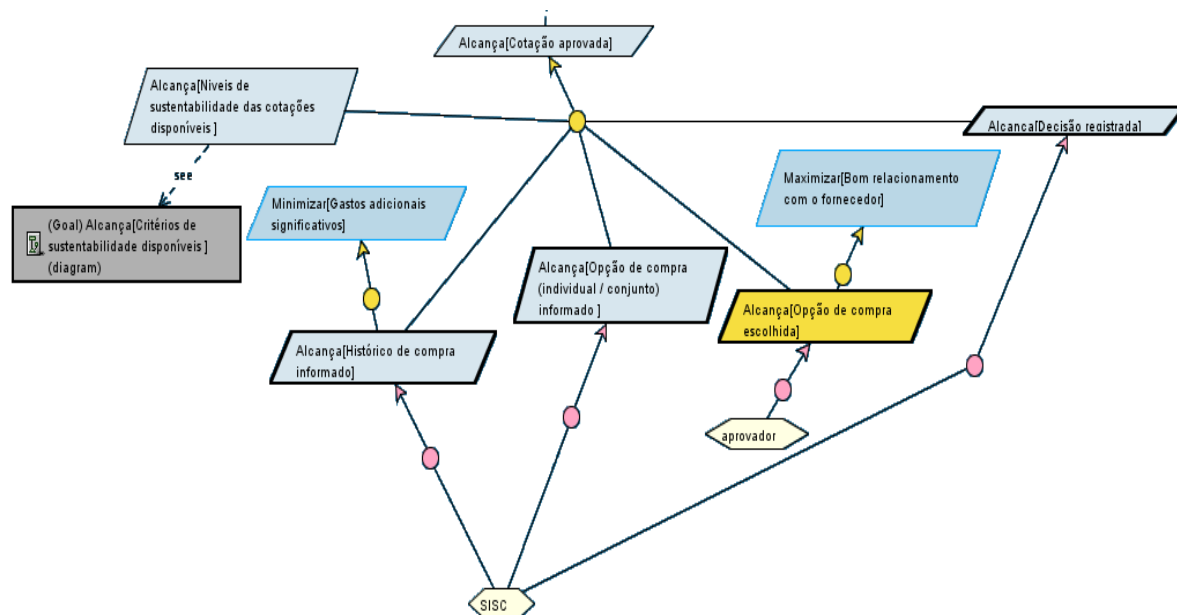 Alcança[Cotação aprovada]
Alcança[Niveis de
sustentabilidade das cotações
disponíveis ]
Alcança[Decisão registrada]
see
Maximizar[Bom relacionamento
com o fornecedor]
Minimizar[Gastos adicionais
significativos]
(Goal) Alcança[Critérios de
sustentabilidade disponíveis ]
(diagram)
Alcança[Opção de compra
(individual / conjunto)
informado ]
Alcança[Opção de compra
escolhida]
Alcança[Histórico de compra
informado]
aprovador
SISC